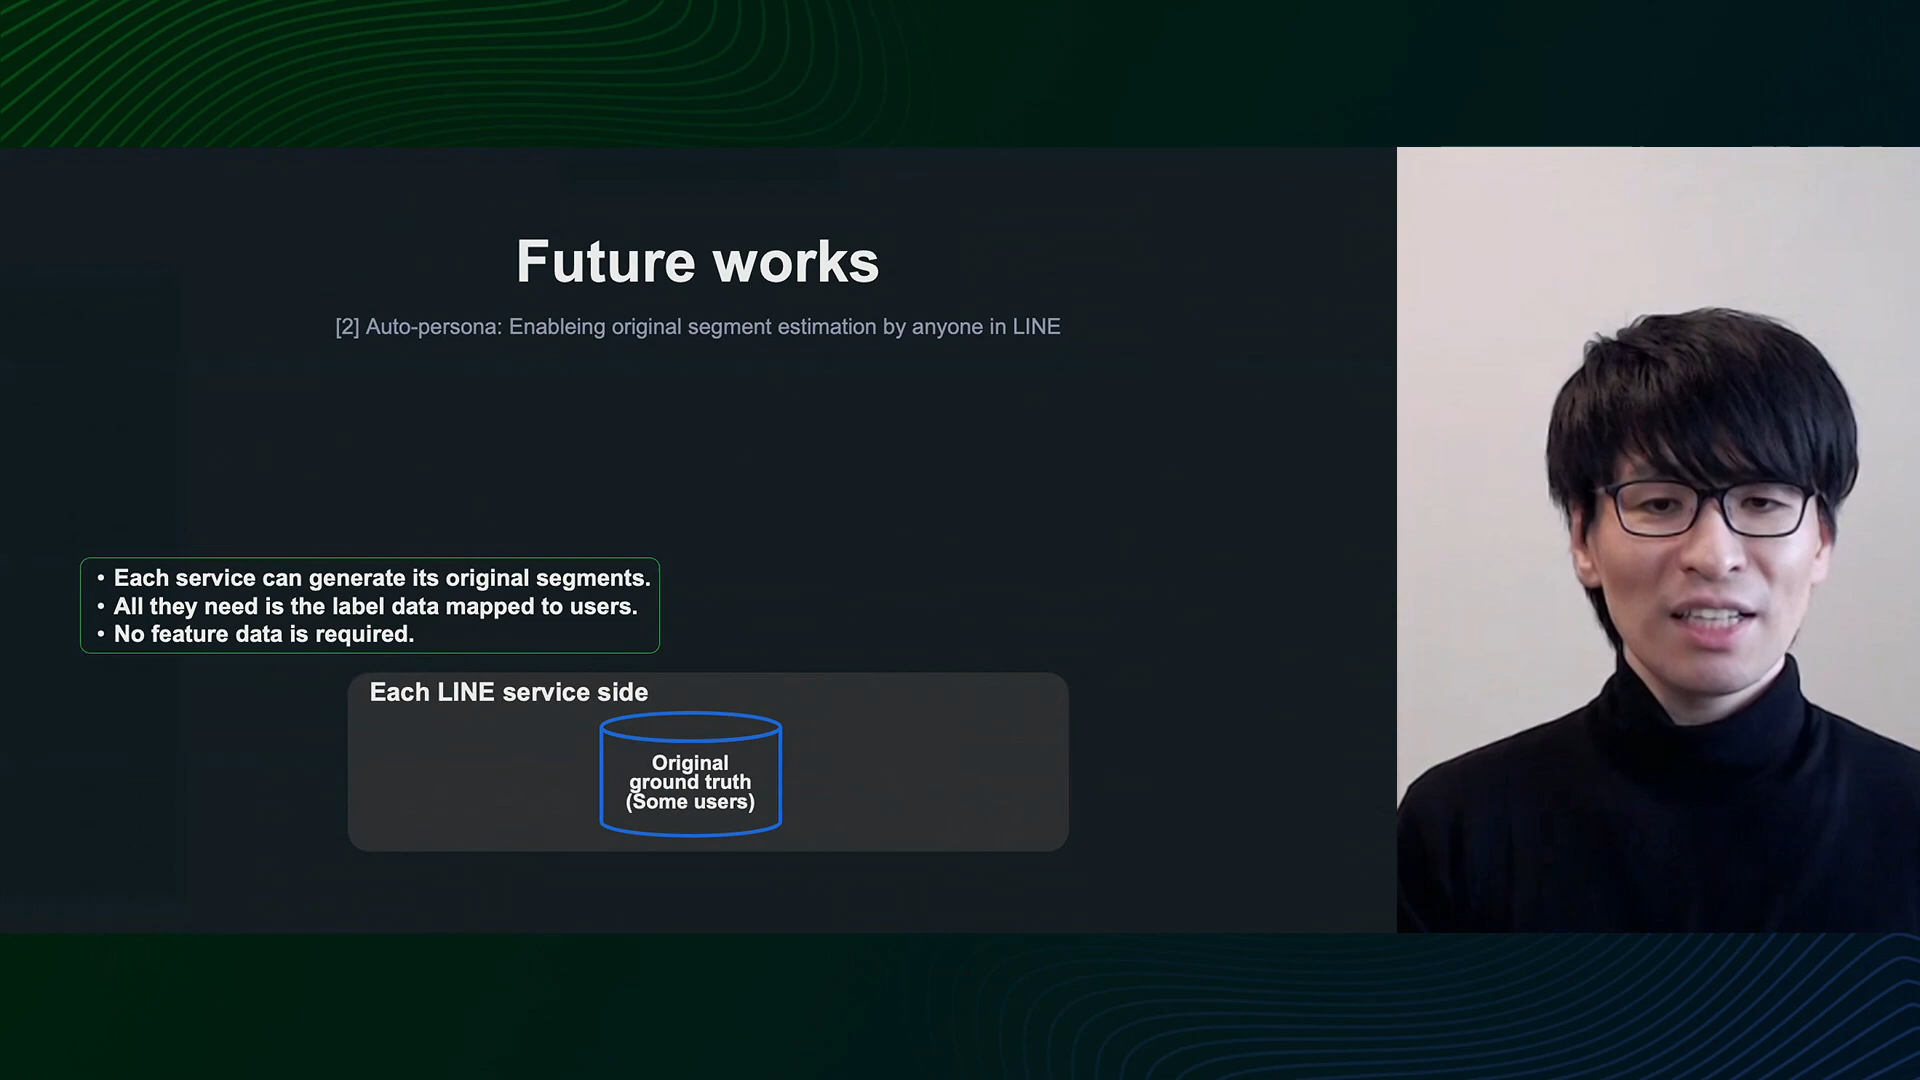 Future works
[2] Auto-persona: Enableing original segment estimation by anyone in LINE
• Each service can generate its original segments.
• All they need is the label data mapped to users.
• No feature data is required.
Each LINE service side
Original
ground truth
(Some users)